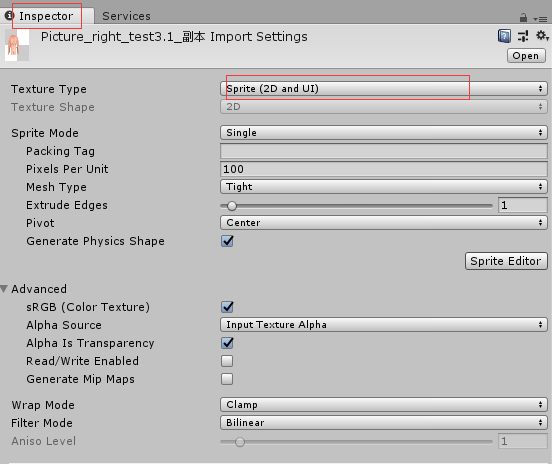 Inspector Services
Picture_right_test3.1_副本 Import Settings
Open
Texture Type Sprite (2D and UI)
Texture Shape 2D
Sprite Mode Single
Packing Tag
Pixels Per Unit 100
Mesh Type Tight
Extrude Edges 1
Pivot Center
Generate Physics Shape
Sprite Editor
Advanced
sRGB (Color Texture)
Alpha Source Input Texture Alpha
Alpha Is Transparency
Read/Write Enabled
Generate Mip Maps
Wrap Mode Clamp
Filter Mode Bilinear
Aniso Level 1